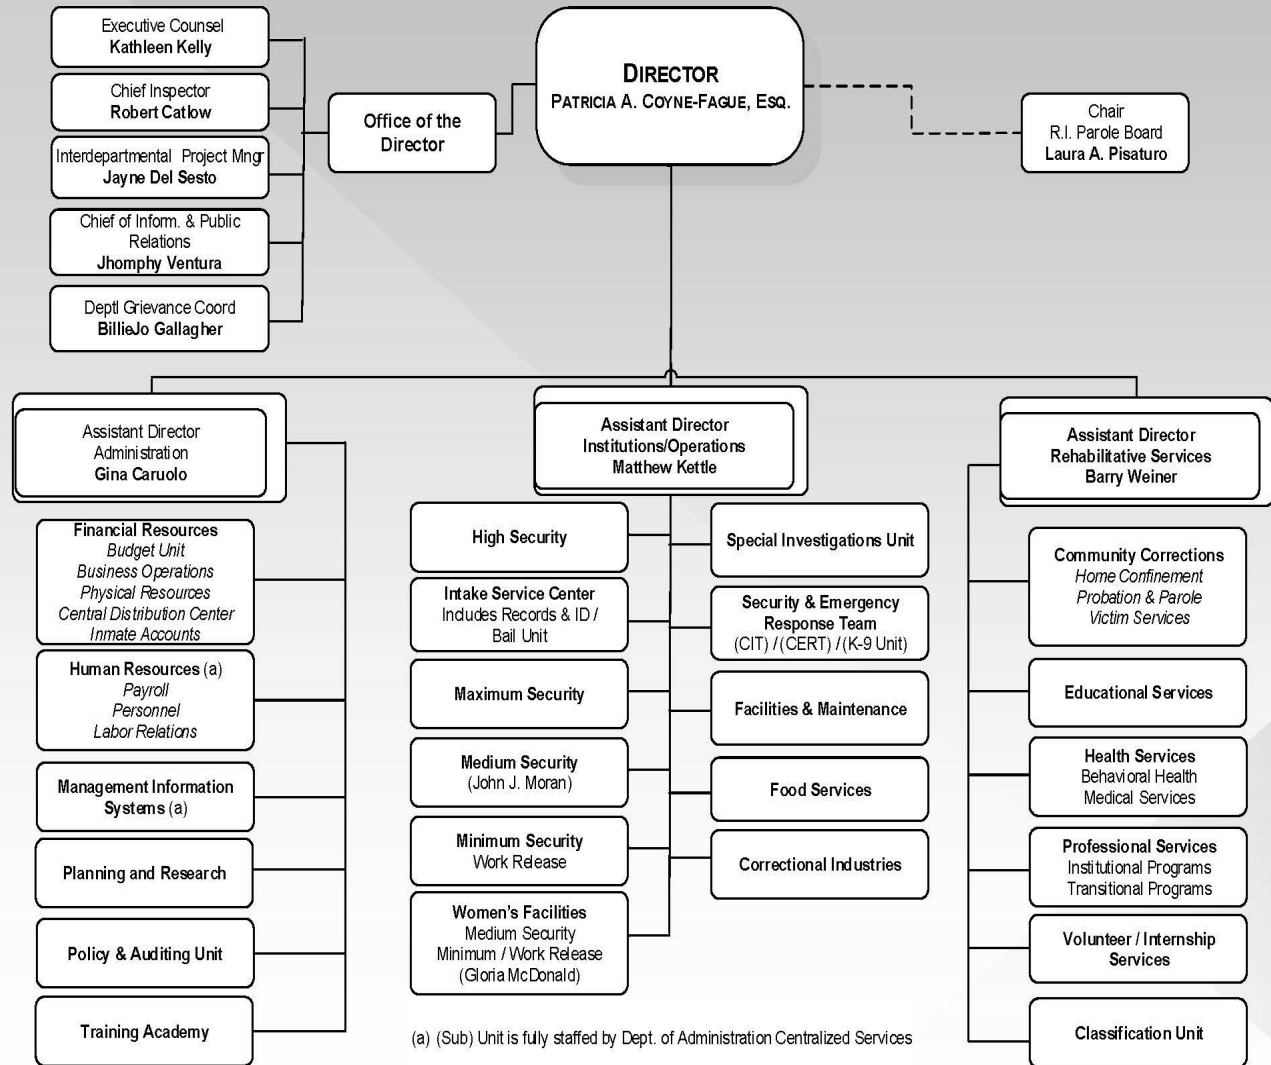 Executive Counsel
Kathleen Kelly
Chief Inspector
Robert Catlow
Interdepartmental Project Mngr
Jayne Del Sesto
Chief of Inform. & Public
Relations
Jhomphy Ventura
Deptl Grievance Coord
BillieJo Gallagher
Office of the
Director
DIRECTOR
PATRICIA A. COYNE-FAGUE, ESQ.
Chair
R.I. Parole Board
Laura A. Pisaturo
Assistant Director
Administration
Gina Caruolo
Financial Resources
Budget Unit
Business Operations
Physical Resources
Central Distribution Center
Inmate Accounts
Human Resources (a)
Payroll
Personnel
Labor Relations
Management Information
Systems (a)
Planning and Research
Policy & Auditing Unit
Training Academy
Assistant Director
Institutions/Operations
Matthew Kettle
High Security
Intake Service Center
Includes Records & ID /
Bail Unit
Maximum Security
Medium Security
(John J. Moran)
Minimum Security
Work Release
Women's Facilities
Medium Security
Minimum / Work Release
(Gloria McDonald)
Special Investigations Unit
Security & Emergency
Response Team
(CIT) / (CERT) / (K-9 Unit)
Facilities & Maintenance
Food Services
Correctional Industries
Assistant Director
Rehabilitative Services
Barry Weiner
Community Corrections
Home Confinement
Probation & Parole
Victim Services
Educational Services
Health Services
Behavioral Health
Medical Services
Professional Services
Institutional Programs
Transitional Programs
Volunteer / Internship
Services
Classification Unit
(a) (Sub) Unit is fully staffed by Dept. of Administration Centralized Services